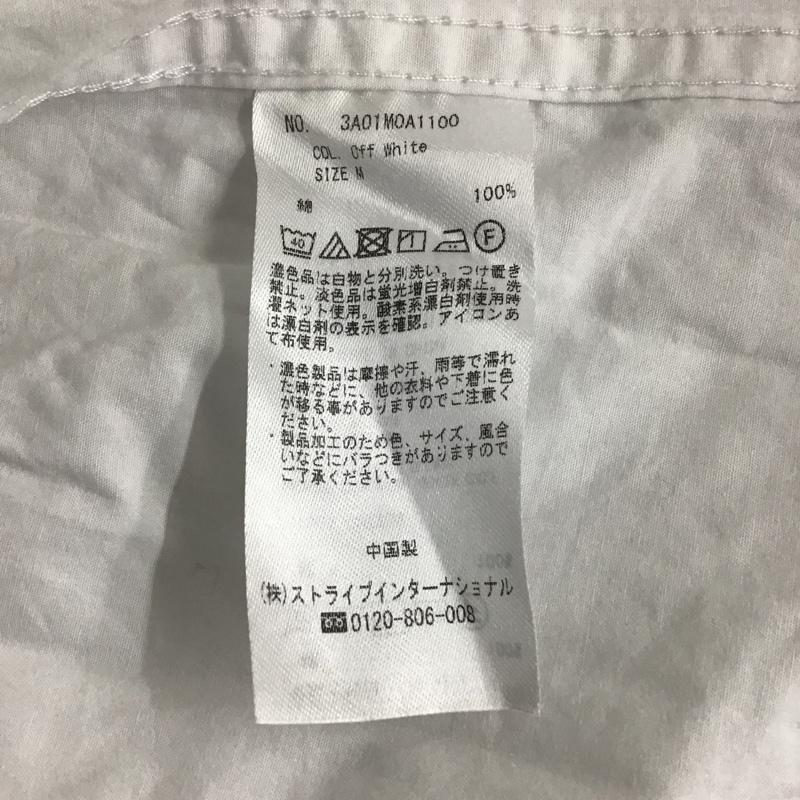 NO. 3A01M0A1100
COL. Off White
SIZE M
綿 100%
40
F
濃色品は白物と分別洗い。つけ置き
禁止。淡色品は蛍光増白剤禁止。洗
濯ネット使用。酸素系漂白剤使用時
は漂白剤の表示を確認。アイロンあ
て布使用。
・濃色製品は摩擦や汗、雨等で濡れ
た時などに、他の衣料や下着に色
が移る事がありますのでご注意く
ださい。
・製品加工のため色、サイズ、風合
いなどにバラつきがありますので
ご了承ください。
中国製
(株)ストライプインターナショナル
0120-806-008